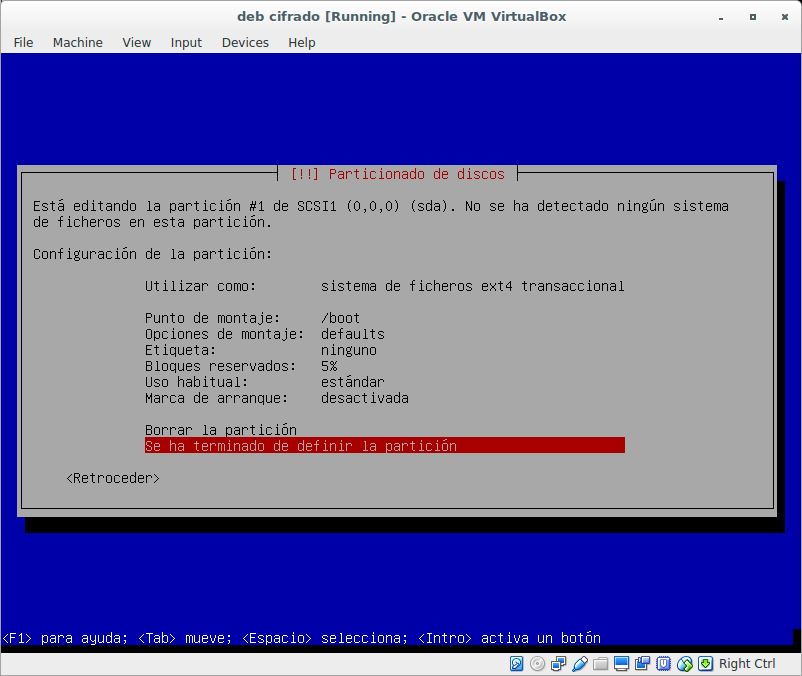 deb cifrado [Running] - Oracle VM VirtualBox
File Machine View Input Devices Help
[!!] Particionado de discos
Está editando la partición #1 de SCSI1 (0,0,0) (sda). No se ha detectado ningún sistema
de ficheros en esta partición.
Configuración de la partición:
Utilizar como: sistema de ficheros ext4 transaccional
Punto de montaje: /boot
Opciones de montaje: defaults
Etiqueta: ninguno
Bloques reservados: 5%
Uso habitual: estándar
Marca de arranque: desactivada
Borrar la partición
Se ha terminado de definir la partición
<Retroceder>
<F1> para ayuda; <Tab> mueve; <Espacio> selecciona; <Intro> activa un botón
Right Ctrl